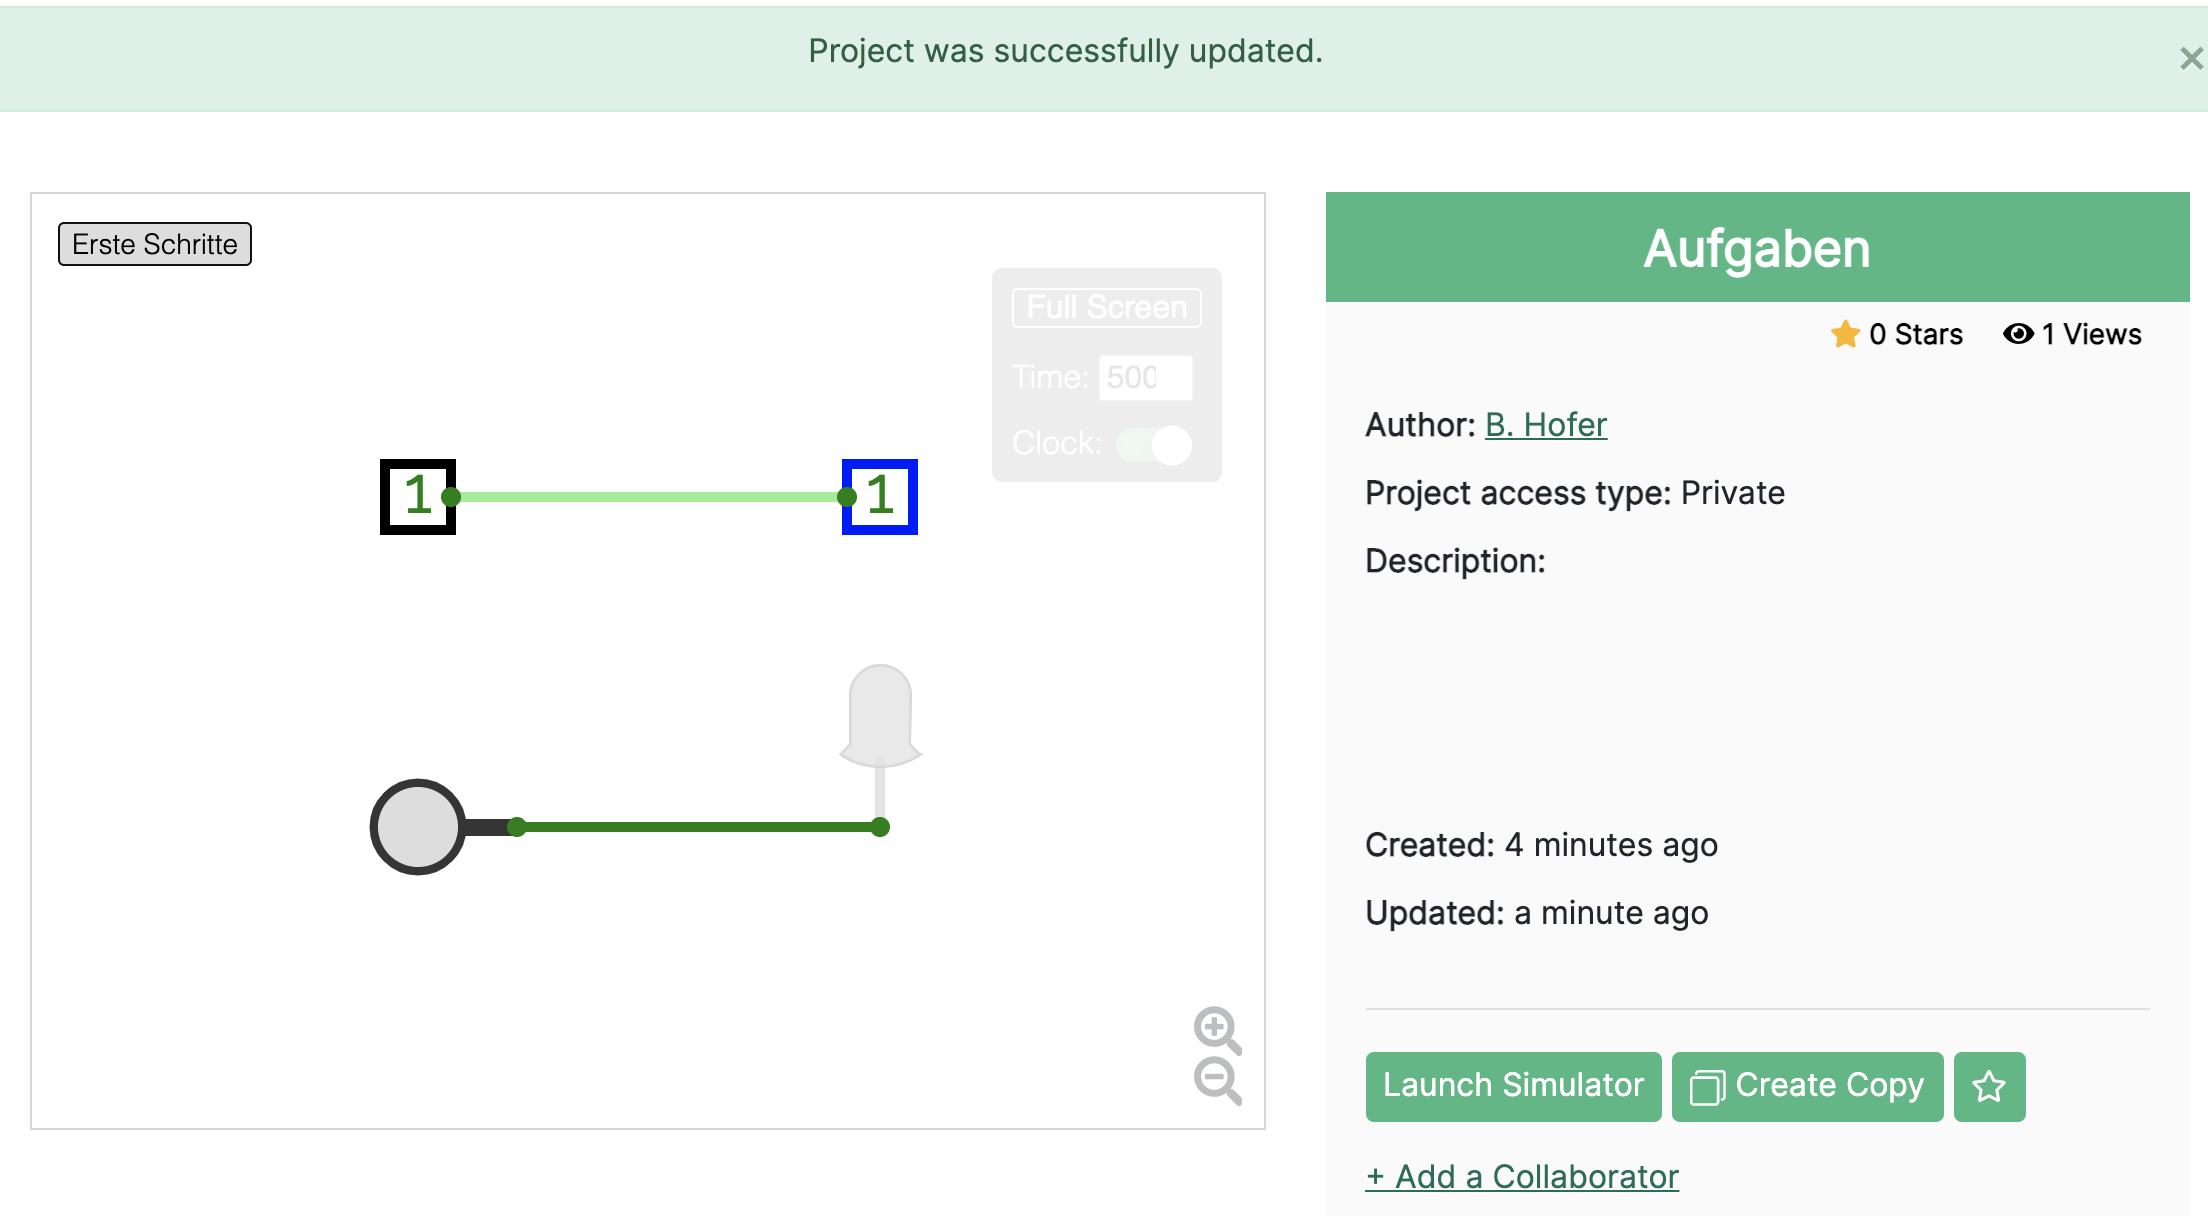 Project was successfully updated.
×
Erste Schritte
Full Screen
Time: 500
Clock:
1
1
Aufgaben
0 Stars
1 Views
Author: B. Hofer
Project access type: Private
Description:
Created: 4 minutes ago
Updated: a minute ago
Launch Simulator
Create Copy
+ Add a Collaborator